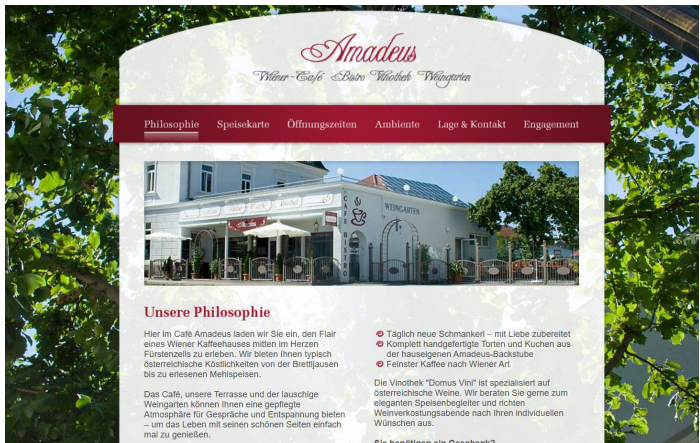 Amadeus
Wiener-Café Bistro Vinothek Weingarten
Philosophie Speisekarte Öffnungszeiten Ambiente Lage & Kontakt Engagement
Amadeus
CAFE BISTRO
WEINGARTEN
Unsere Philosophie
Hier im Café Amadeus laden wir Sie ein, den Flair
eines Wiener Kaffeehauses mitten im Herzen
Fürstenzells zu erleben. Wir bieten Ihnen typisch
österreichische Köstlichkeiten von der Brettljausen
bis zu erlesenen Mehlspeisen.
Das Café, unsere Terrasse und der lauschige
Weingarten können Ihnen eine gepflegte
Atmosphäre für Gespräche und Entspannung bieten
– um das Leben mit seinen schönen Seiten einfach
mal zu genießen.
Täglich neue Schmankerl – mit Liebe zubereitet
Komplett handgefertigte Torten und Kuchen aus
der hauseigenen Amadeus-Backstube
Feinster Kaffee nach Wiener Art
Die Vinothek "Domus Vini" ist spezialisiert auf
österreichische Weine. Wir beraten Sie gerne zum
eleganten Speisenbegleiter und richten
Weinverkostungsabende nach Ihren individuellen
Wünschen aus.
Sie benötigen ein Geschenk?